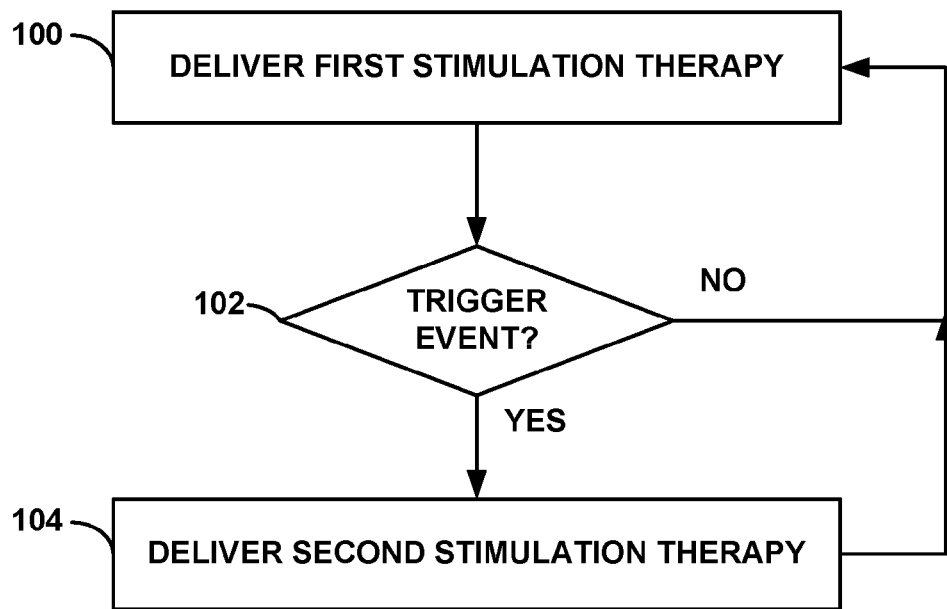 100
DELIVER FIRST STIMULATION THERAPY
102
TRIGGER
EVENT?
NO
YES
104
DELIVER SECOND STIMULATION THERAPY